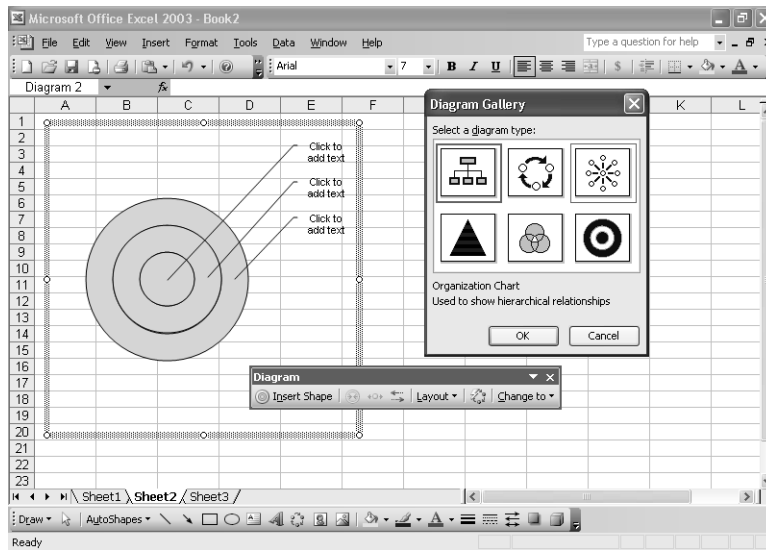 Microsoft Office Excel 2003 - Book2
File Edit View Insert Format Tools Data Window Help
Type a question for help
Arial 7 B I U $ A
Diagram 2 fx
A B C D E F K L
1
2
3
4
5
6
7
8
9
10
11
12
13
14
15
16
17
18
19
20
21
22
23
Click to
add text
Click to
add text
Click to
add text
Diagram Gallery
Select a diagram type:
Organization Chart
Used to show hierarchical relationships
OK Cancel
Diagram
Insert Shape Layout Change to
Sheet1 Sheet2 Sheet3
Draw AutoShapes A
Ready